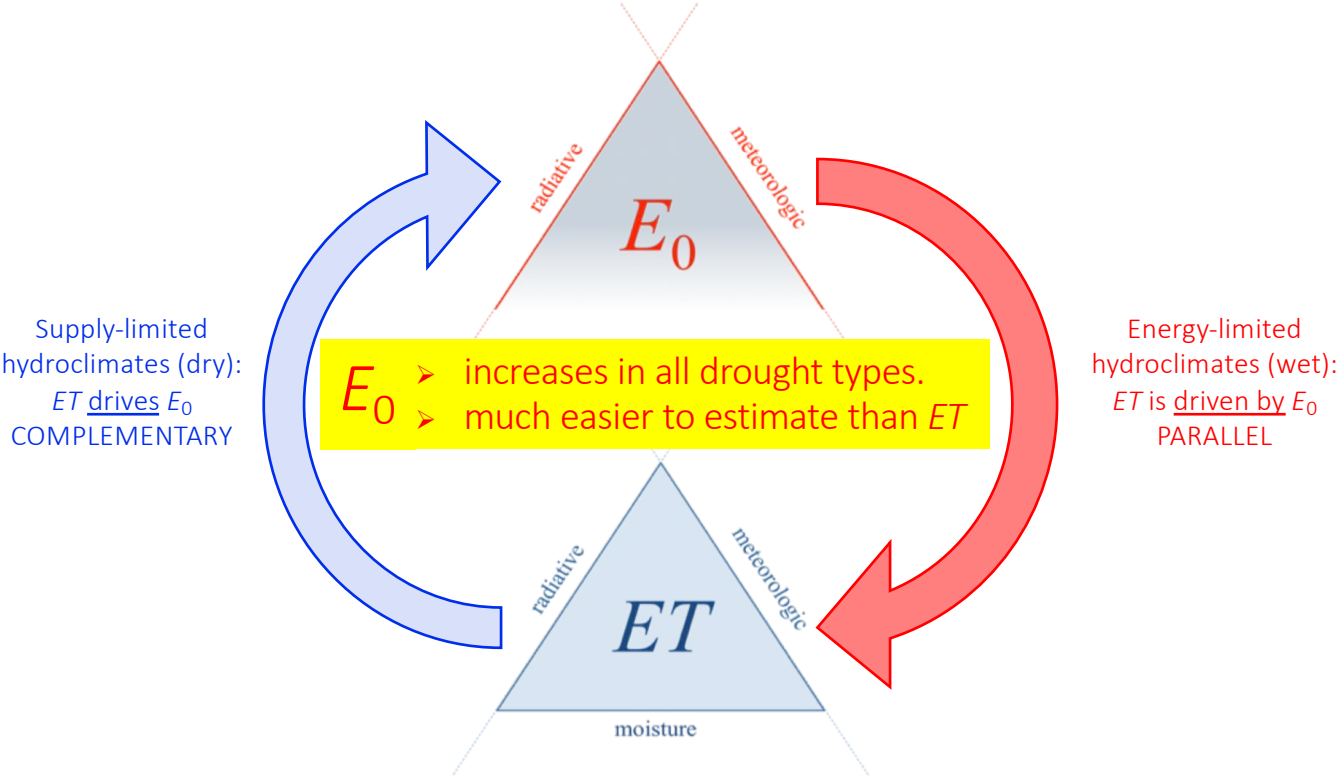 radiative
meteorologic
E₀
Supply-limited
hydroclimates (dry):
ET drives E₀
COMPLEMENTARY
E₀
➢ increases in all drought types.
➢ much easier to estimate than ET
Energy-limited
hydroclimates (wet):
ET is driven by E₀
PARALLEL
radiative
meteorologic
ET
moisture